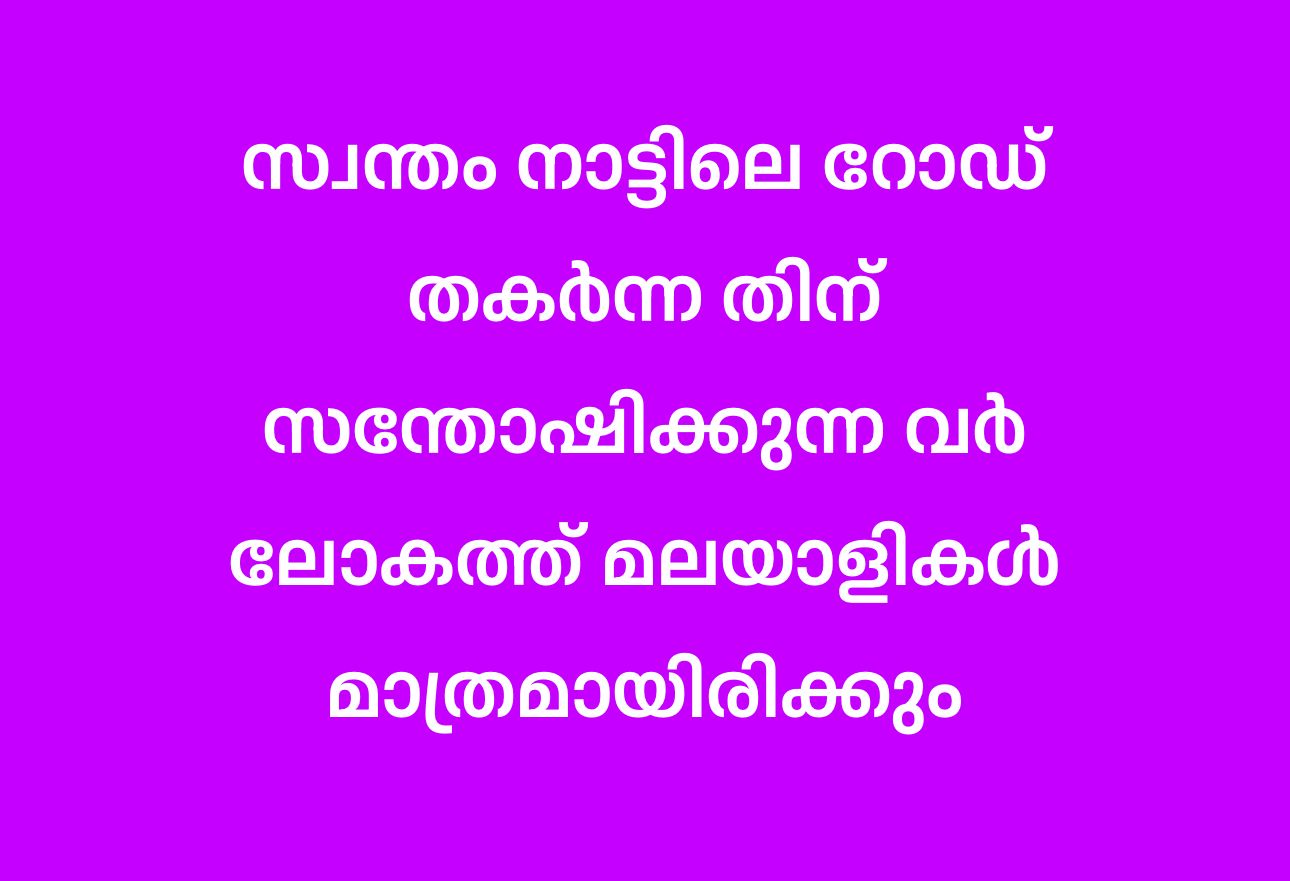 സ്വന്തം നാട്ടിലെ റോഡ്
തകർന്ന തിന്
സന്തോഷിക്കുന്ന വർ
ലോകത്ത് മലയാളികൾ
മാത്രമായിരിക്കും